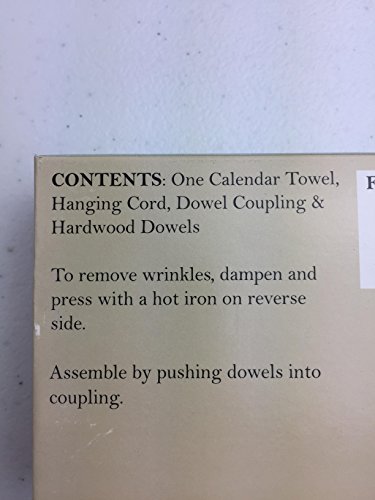 CONTENTS: One Calendar Towel,
Hanging Cord, Dowel Coupling &
Hardwood Dowels
To remove wrinkles, dampen and
press with a hot iron on reverse
side.
Assemble by pushing dowels into
coupling.